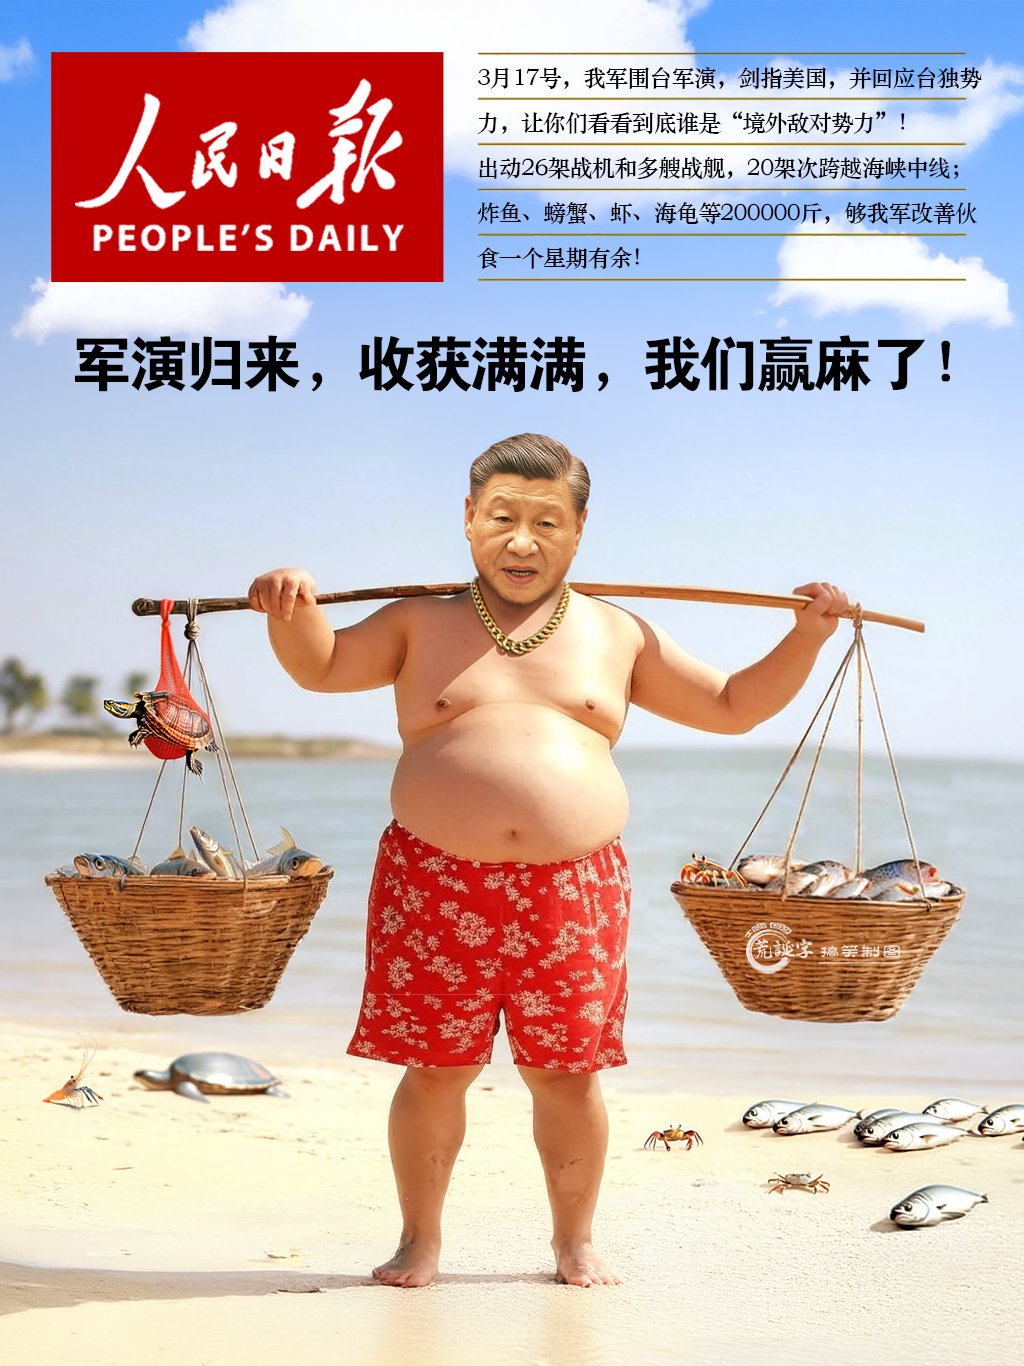 人民日报
PEOPLE'S DAILY
3月17号，我军围台军演，剑指美国，并回应台独势
力，让你们看看到底谁是“境外敌对势力”！
出动26架战机和多艘战舰，20架次跨越海峡中线；
炸鱼、螃蟹、虾、海龟等200000斤，够我军改善伙
食一个星期有余！
军演归来，收获满满，我们赢麻了！
荒誕字 搞笑制图